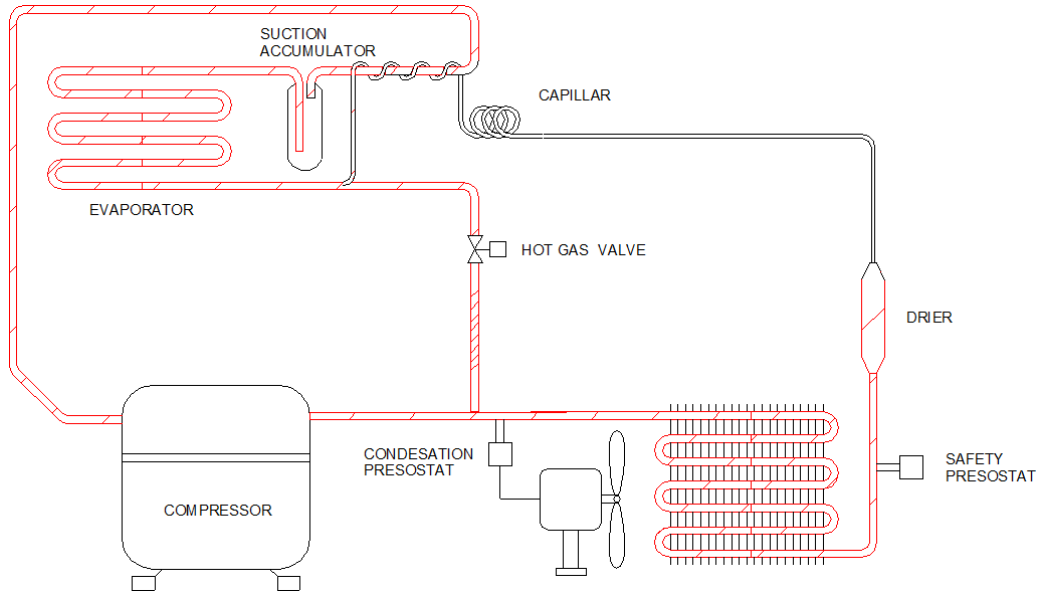 SUCTION
ACCUMULATOR
CAPILLAR
EVAPORATOR
HOT GAS VALVE
DRIER
CONDESATION
PRESOSTAT
SAFETY
PRESOSTAT
COMPRESSOR